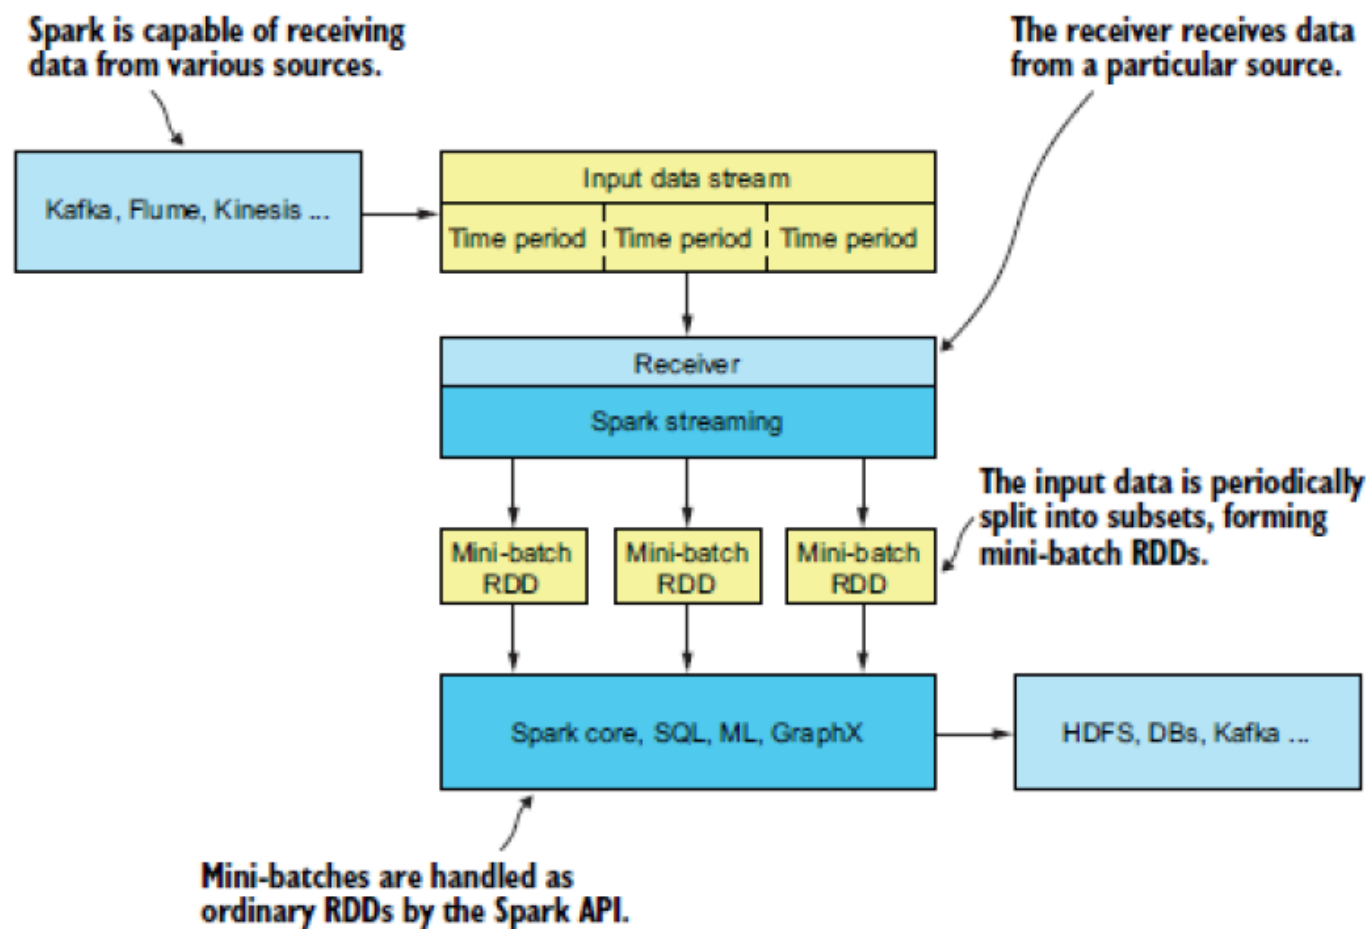 Spark is capable of receiving
data from various sources.
The receiver receives data
from a particular source.
Kafka, Flume, Kinesis ...
Input data stream
Time period
Time period
Time period
Receiver
Spark streaming
The input data is periodically
split into subsets, forming
mini-batch RDDs.
Mini-batch
RDD
Mini-batch
RDD
Mini-batch
RDD
Spark core, SQL, ML, GraphX
HDFS, DBs, Kafka ...
Mini-batches are handled as
ordinary RDDs by the Spark API.